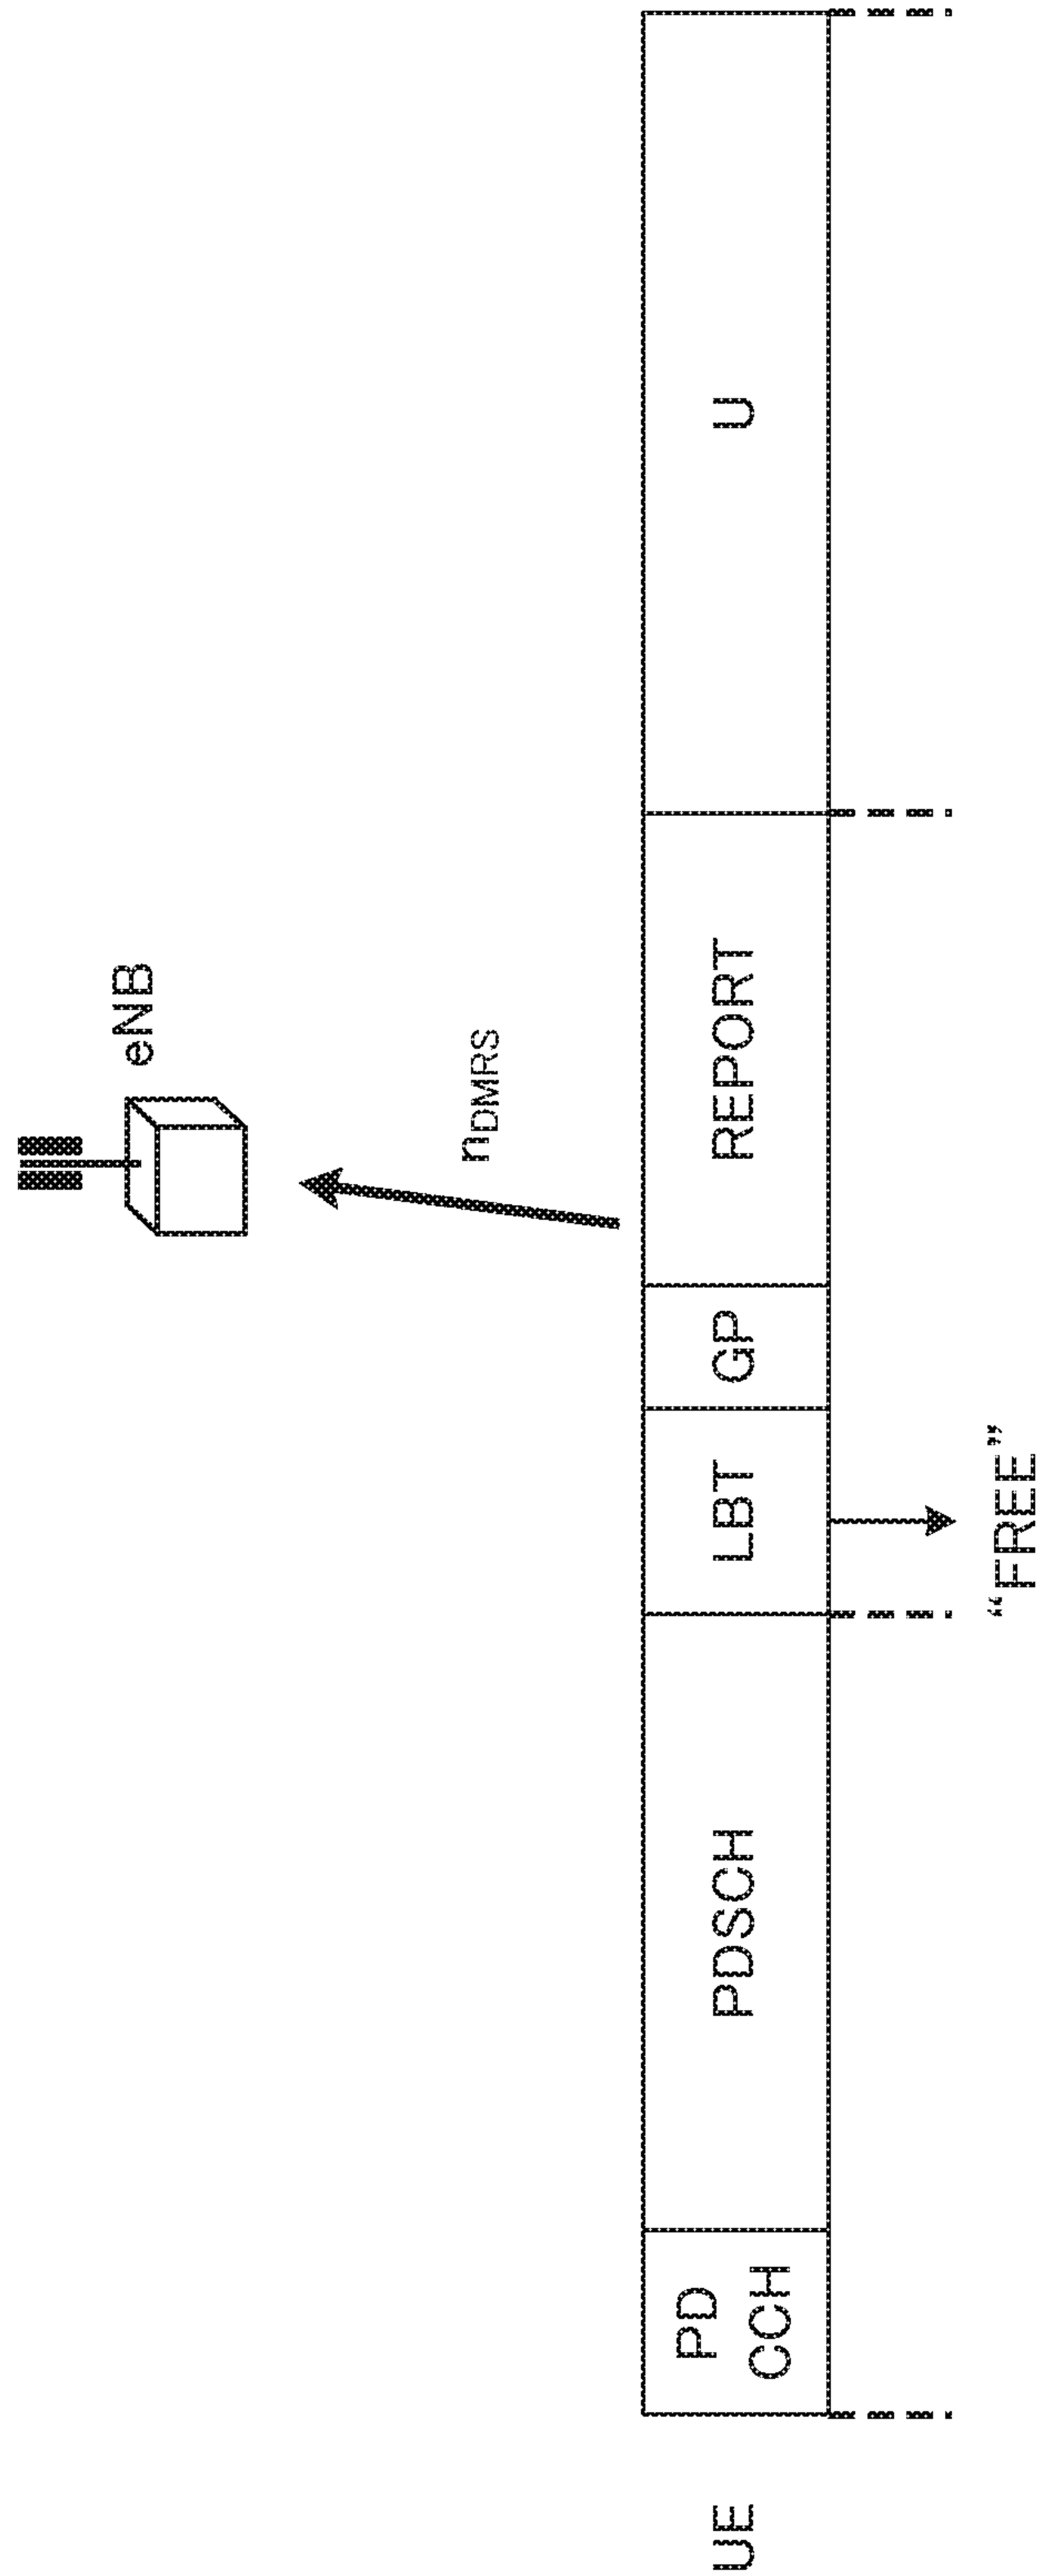 eNB
nDMRS
UE
PD
CCH
PDSCH
LBT
GP
REPORT
U
“FREE”